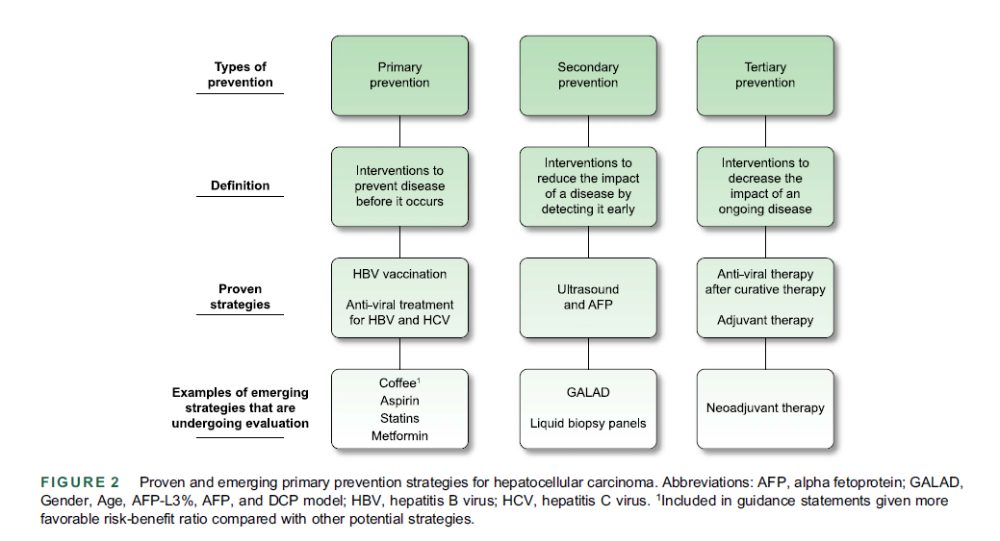 Types of
prevention
Primary
prevention
Secondary
prevention
Tertiary
prevention
Definition
Interventions to
prevent disease
before it occurs
Interventions to
reduce the impact
of a disease by
detecting it early
Interventions to
decrease the
impact of an
ongoing disease
Proven
strategies
HBV vaccination
Anti-viral treatment
for HBV and HCV
Ultrasound
and AFP
Anti-viral therapy
after curative therapy
Adjuvant therapy
Examples of emerging
strategies that are
undergoing evaluation
Coffee¹
Aspirin
Statins
Metformin
GALAD
Liquid biopsy panels
Neoadjuvant therapy
FIGURE 2 Proven and emerging primary prevention strategies for hepatocellular carcinoma. Abbreviations: AFP, alpha fetoprotein; GALAD,
Gender, Age, AFP-L3%, AFP, and DCP model; HBV, hepatitis B virus; HCV, hepatitis C virus. ¹Included in guidance statements given more
favorable risk-benefit ratio compared with other potential strategies.